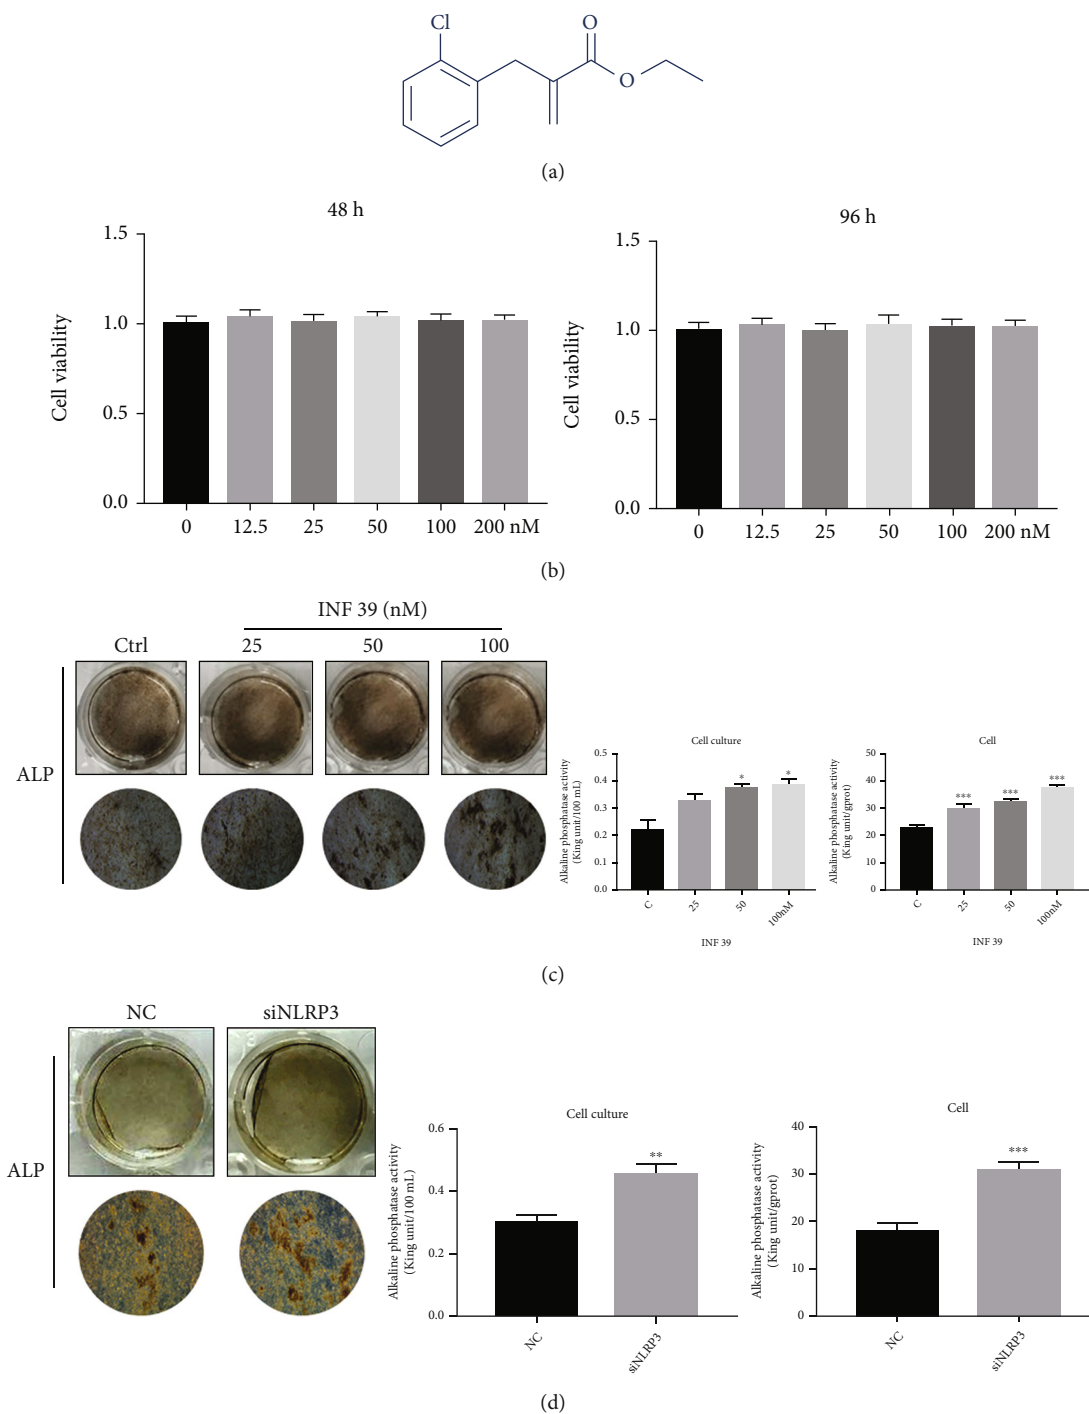 Cl
O
O
(a)
48 h
Cell viability
1.5
1.0
0.5
0.0
0 12.5 25 50 100 200 nM
96 h
Cell viability
1.5
1.0
0.5
0.0
0 12.5 25 50 100 200 nM
(b)
INF 39 (nM)
Ctrl 25 50 100
ALP
Cell culture
Alkaline phosphatase activity
(King unit/100 mL)
0.5
0.4
0.3
0.2
0.1
0.0
* *
C 25 50 100nM
INF 39
Cell
Alkaline phosphatase activity
(King unit/gprot)
50
40
30
20
10
0
*** *** ***
C 25 50 100nM
INF 39
(c)
NC siNLRP3
ALP
Cell culture
Alkaline phosphatase activity
(King unit/100 mL)
0.6
0.4
0.2
0.0
**
NC siNLRP3
Cell
Alkaline phosphatase activity
(King unit/gprot)
40
30
20
10
0
***
NC siNLRP3
(d)